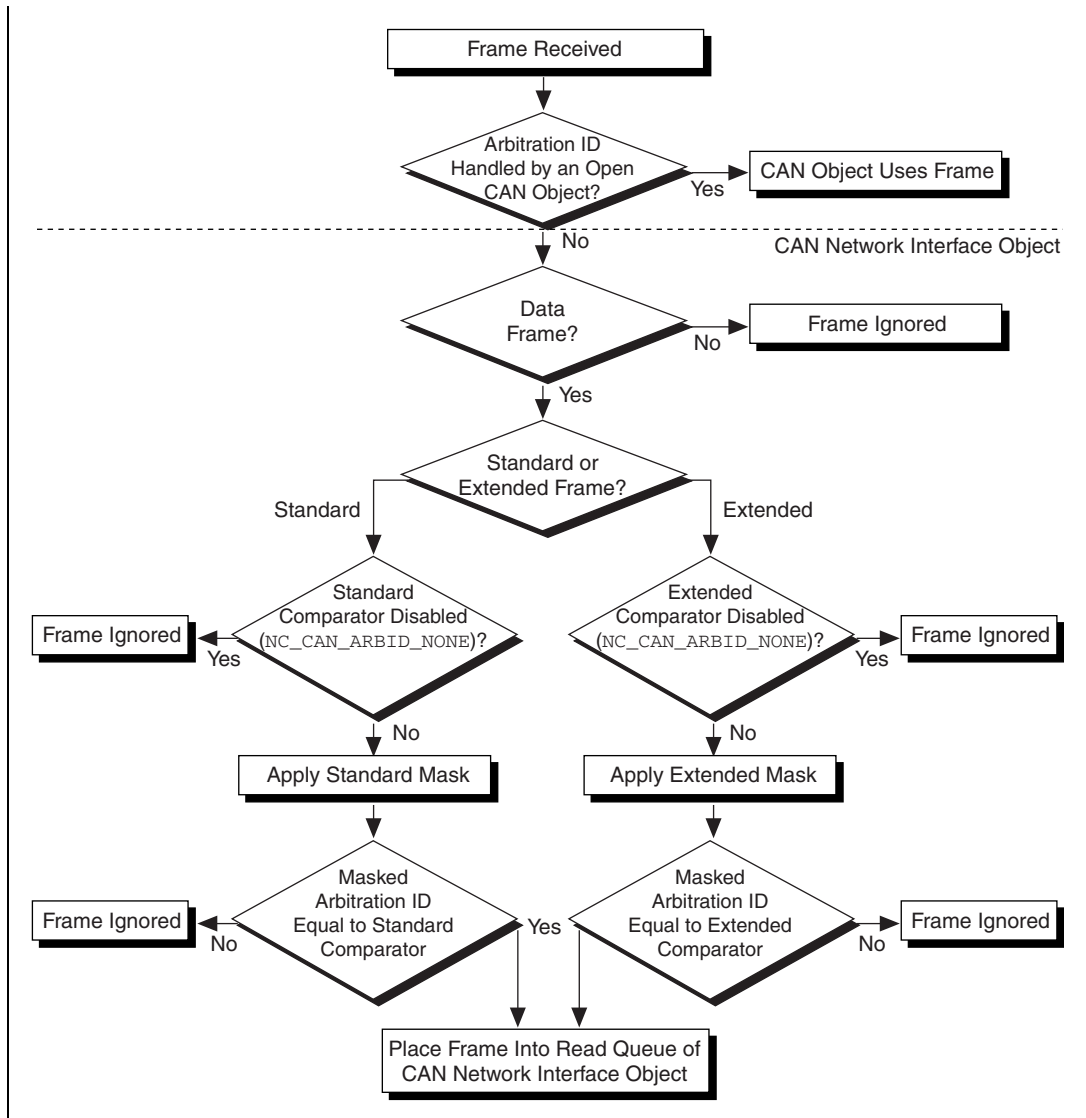 Frame Received
Arbitration ID
Handled by an Open
CAN Object?
Yes
CAN Object Uses Frame
No
CAN Network Interface Object
Data
Frame?
No
Frame Ignored
Yes
Standard or
Extended Frame?
Standard
Extended
Standard
Comparator Disabled
(NC_CAN_ARBID_NONE)?
Extended
Comparator Disabled
(NC_CAN_ARBID_NONE)?
Frame Ignored
Yes
Yes
Frame Ignored
No
No
Apply Standard Mask
Apply Extended Mask
Masked
Arbitration ID
Equal to Standard
Comparator
Masked
Arbitration ID
Equal to Extended
Comparator
Frame Ignored
No
Yes
No
Frame Ignored
Place Frame Into Read Queue of
CAN Network Interface Object